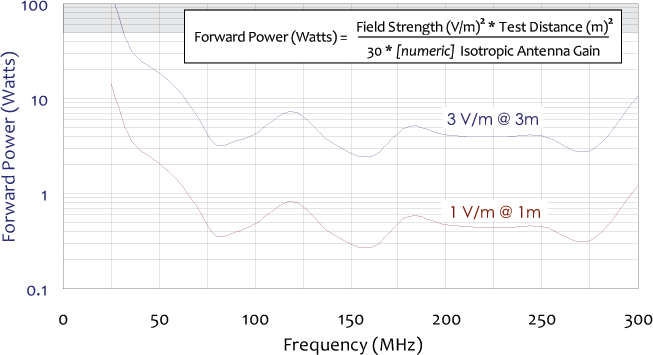 100
10
1
0.1
Forward Power (Watts)
Forward Power (Watts) = Field Strength (V/m)² * Test Distance (m)²
30 * [numeric] Isotropic Antenna Gain
3 V/m @ 3m
1 V/m @ 1m
0 50 100 150 200 250 300
Frequency (MHz)